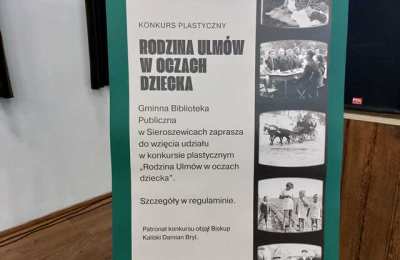 KONKURS PLASTYCZNY
RODZINA ULMÓW
W OCZACH
DZIECKA
Gminna Biblioteka
Publiczna
w Sieroszewicach zaprasza
do wzięcia udziału
w konkursie plastycznym
„Rodzina Ulmów w oczach
dziecka”.
Szczegóły w regulaminie.
Patronat konkursu objął Biskup
Kaliski Damian Bryl.